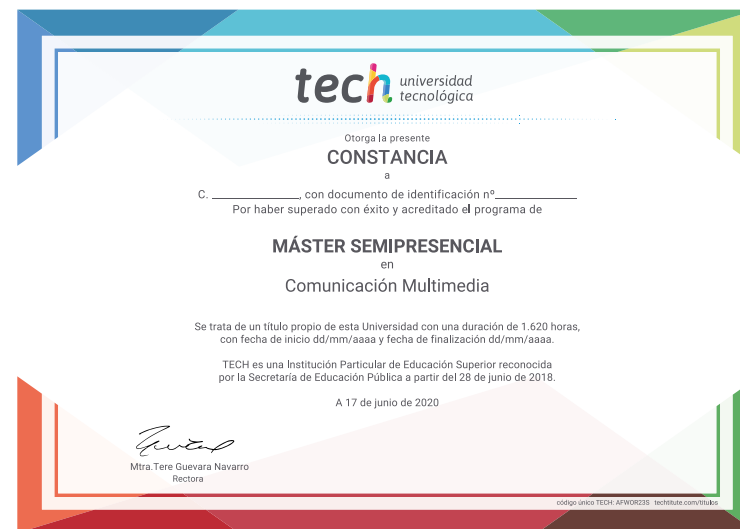 tech universidad
tecnológica
Otorga la presente
CONSTANCIA
a
C. ______________, con documento de identificación nº______________
Por haber superado con éxito y acreditado el programa de
MÁSTER SEMIPRESENCIAL
en
Comunicación Multimedia
Se trata de un título propio de esta Universidad con una duración de 1.620 horas,
con fecha de inicio dd/mm/aaaa y fecha de finalización dd/mm/aaaa.
TECH es una Institución Particular de Educación Superior reconocida
por la Secretaría de Educación Pública a partir del 28 de junio de 2018.
A 17 de junio de 2020
Mtra.Tere Guevara Navarro
Rectora
código único TECH: AFWOR23S techtitute.com/titulos